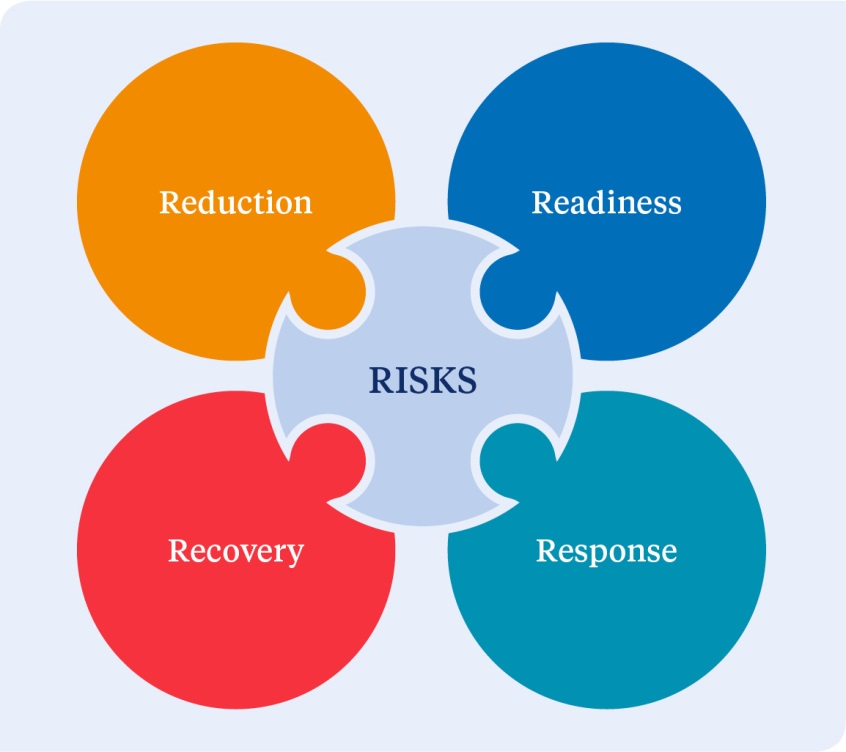 Reduction
Readiness
RISKS
Recovery
Response